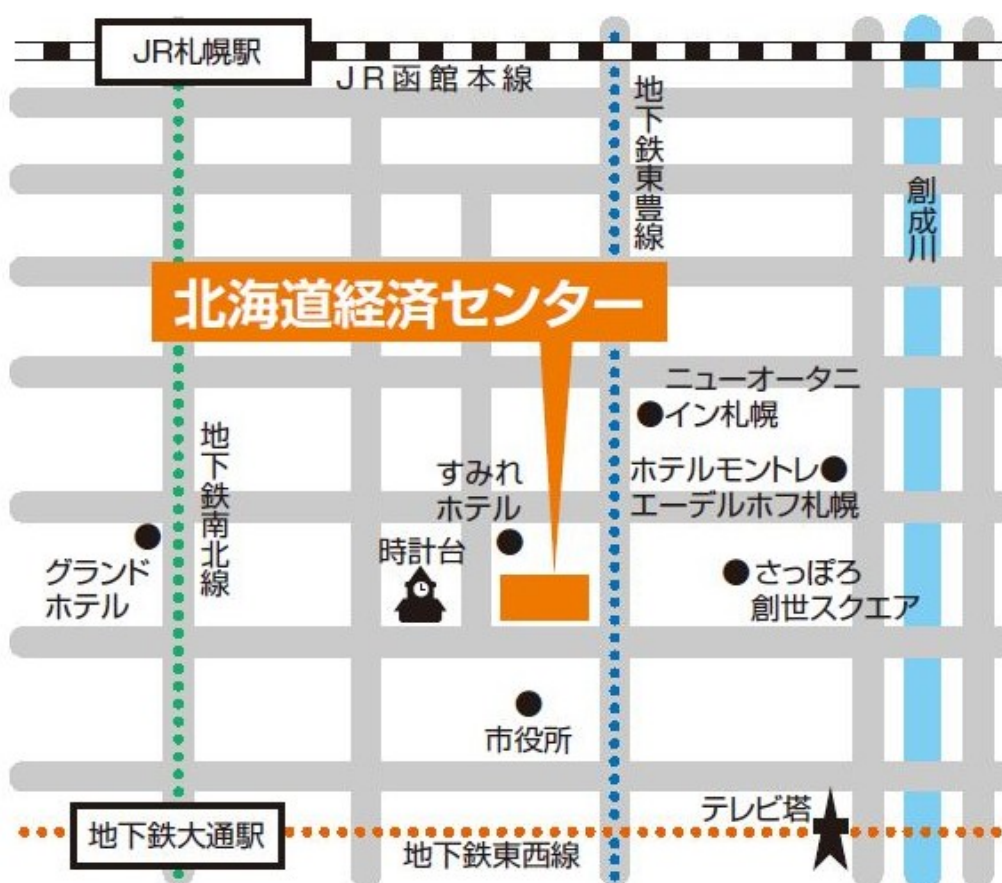 JR札幌駅
JR函館本線
地下鉄東豊線
創成川
北海道経済センター
ニューオータニ
イン札幌
地下鉄南北線
すみれ
ホテル
ホテルモントレ
エーデルホフ札幌
グランド
ホテル
時計台
さっぽろ
創世スクエア
市役所
テレビ塔
地下鉄大通駅
地下鉄東西線